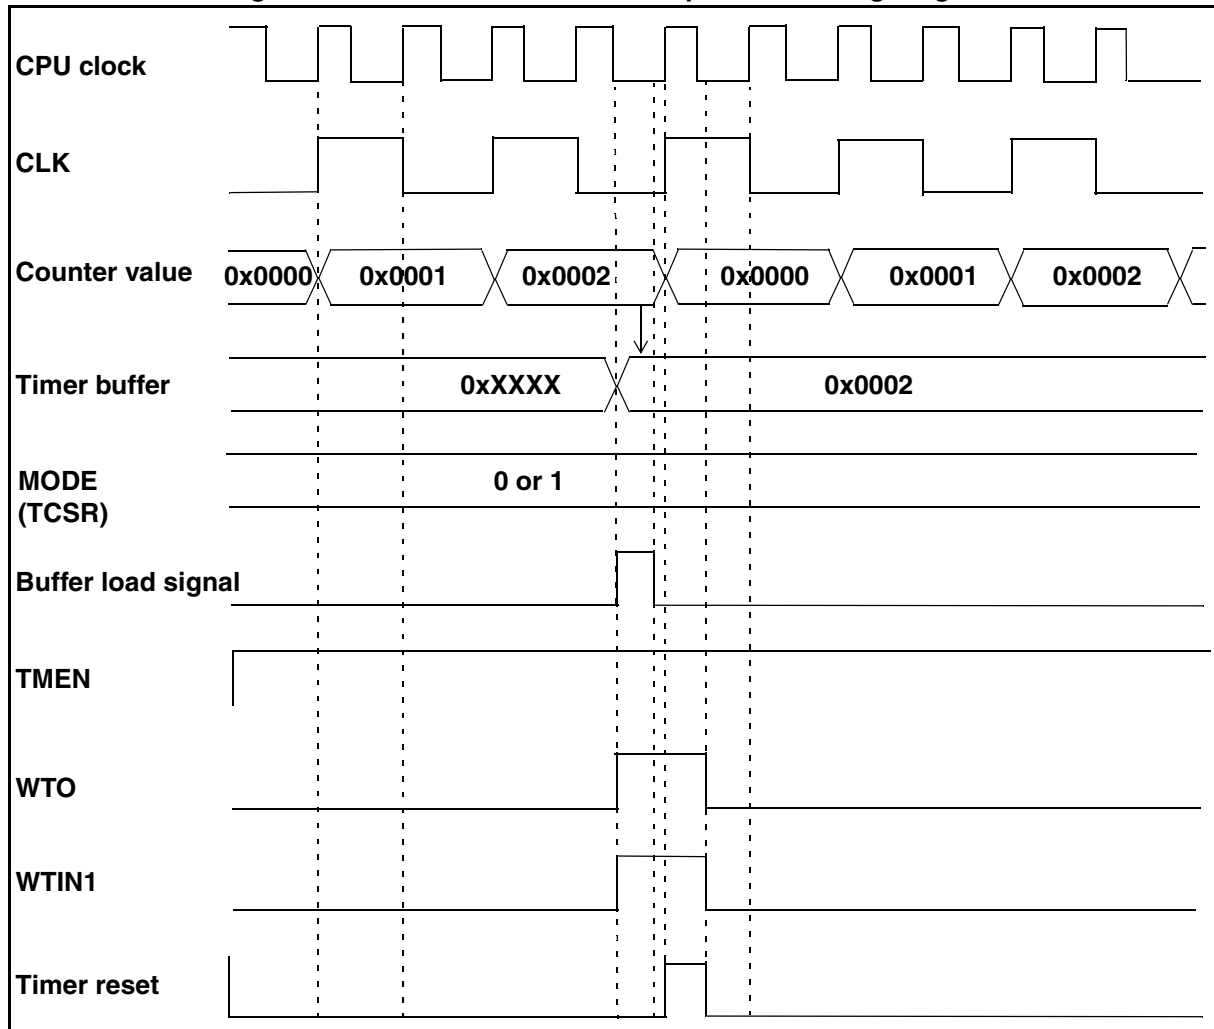 CPU clock
CLK
Counter value 0x0000 0x0001 0x0002 0x0000 0x0001 0x0002
Timer buffer 0xXXXX 0x0002
MODE 0 or 1
(TCSR)
Buffer load signal
TMEN
WTO
WTIN1
Timer reset